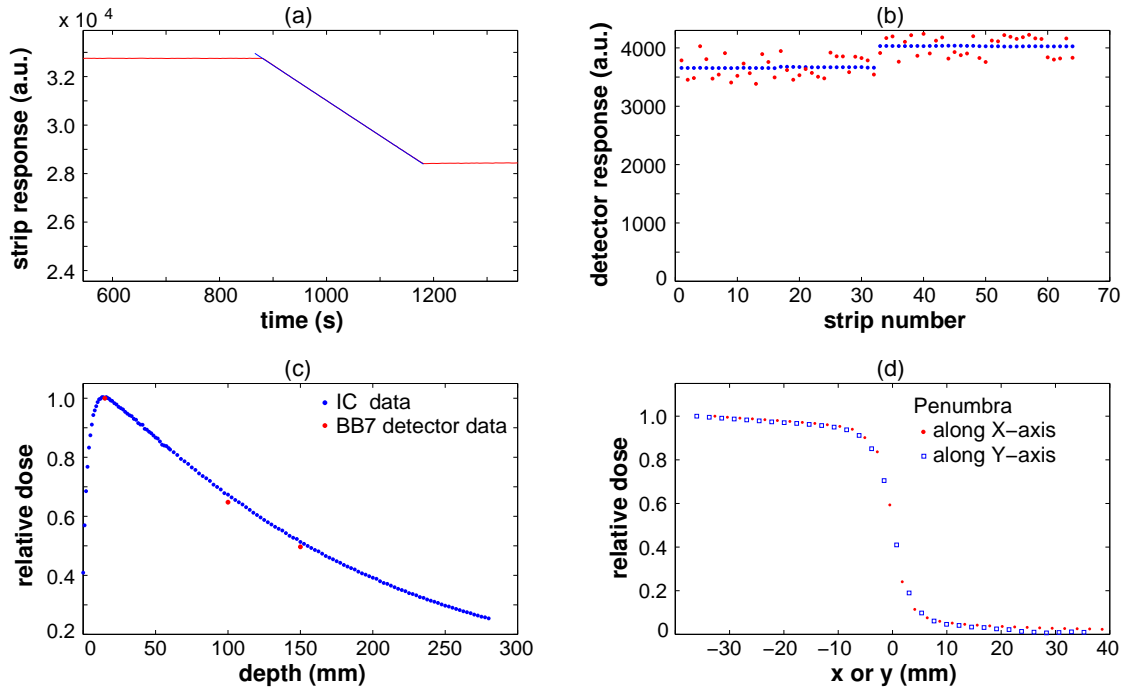 (a)
x 10 4
3.2
3.0
2.8
2.6
2.4
600 800 1000 1200
strip response (a.u.)
time (s)
(b)
4000
3000
2000
1000
0
0 10 20 30 40 50 60 70
detector response (a.u.)
strip number
(c)
1.0
0.8
0.6
0.4
0.2
0 50 100 150 200 250 300
relative dose
depth (mm)
IC data
BB7 detector data
(d)
1.0
0.8
0.6
0.4
0.2
0
−30 −20 −10 0 10 20 30 40
relative dose
x or y (mm)
Penumbra
along X−axis
along Y−axis